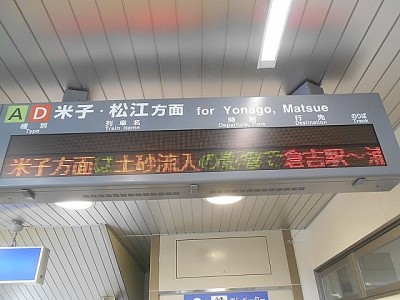 A D 米子・松江方面 for Yonago, Matsue
種別 列車名 時刻 行先 のりば
Type Train Name Departure, Time Destination Track
米子方面は土砂流入の影響で倉吉駅〜浦